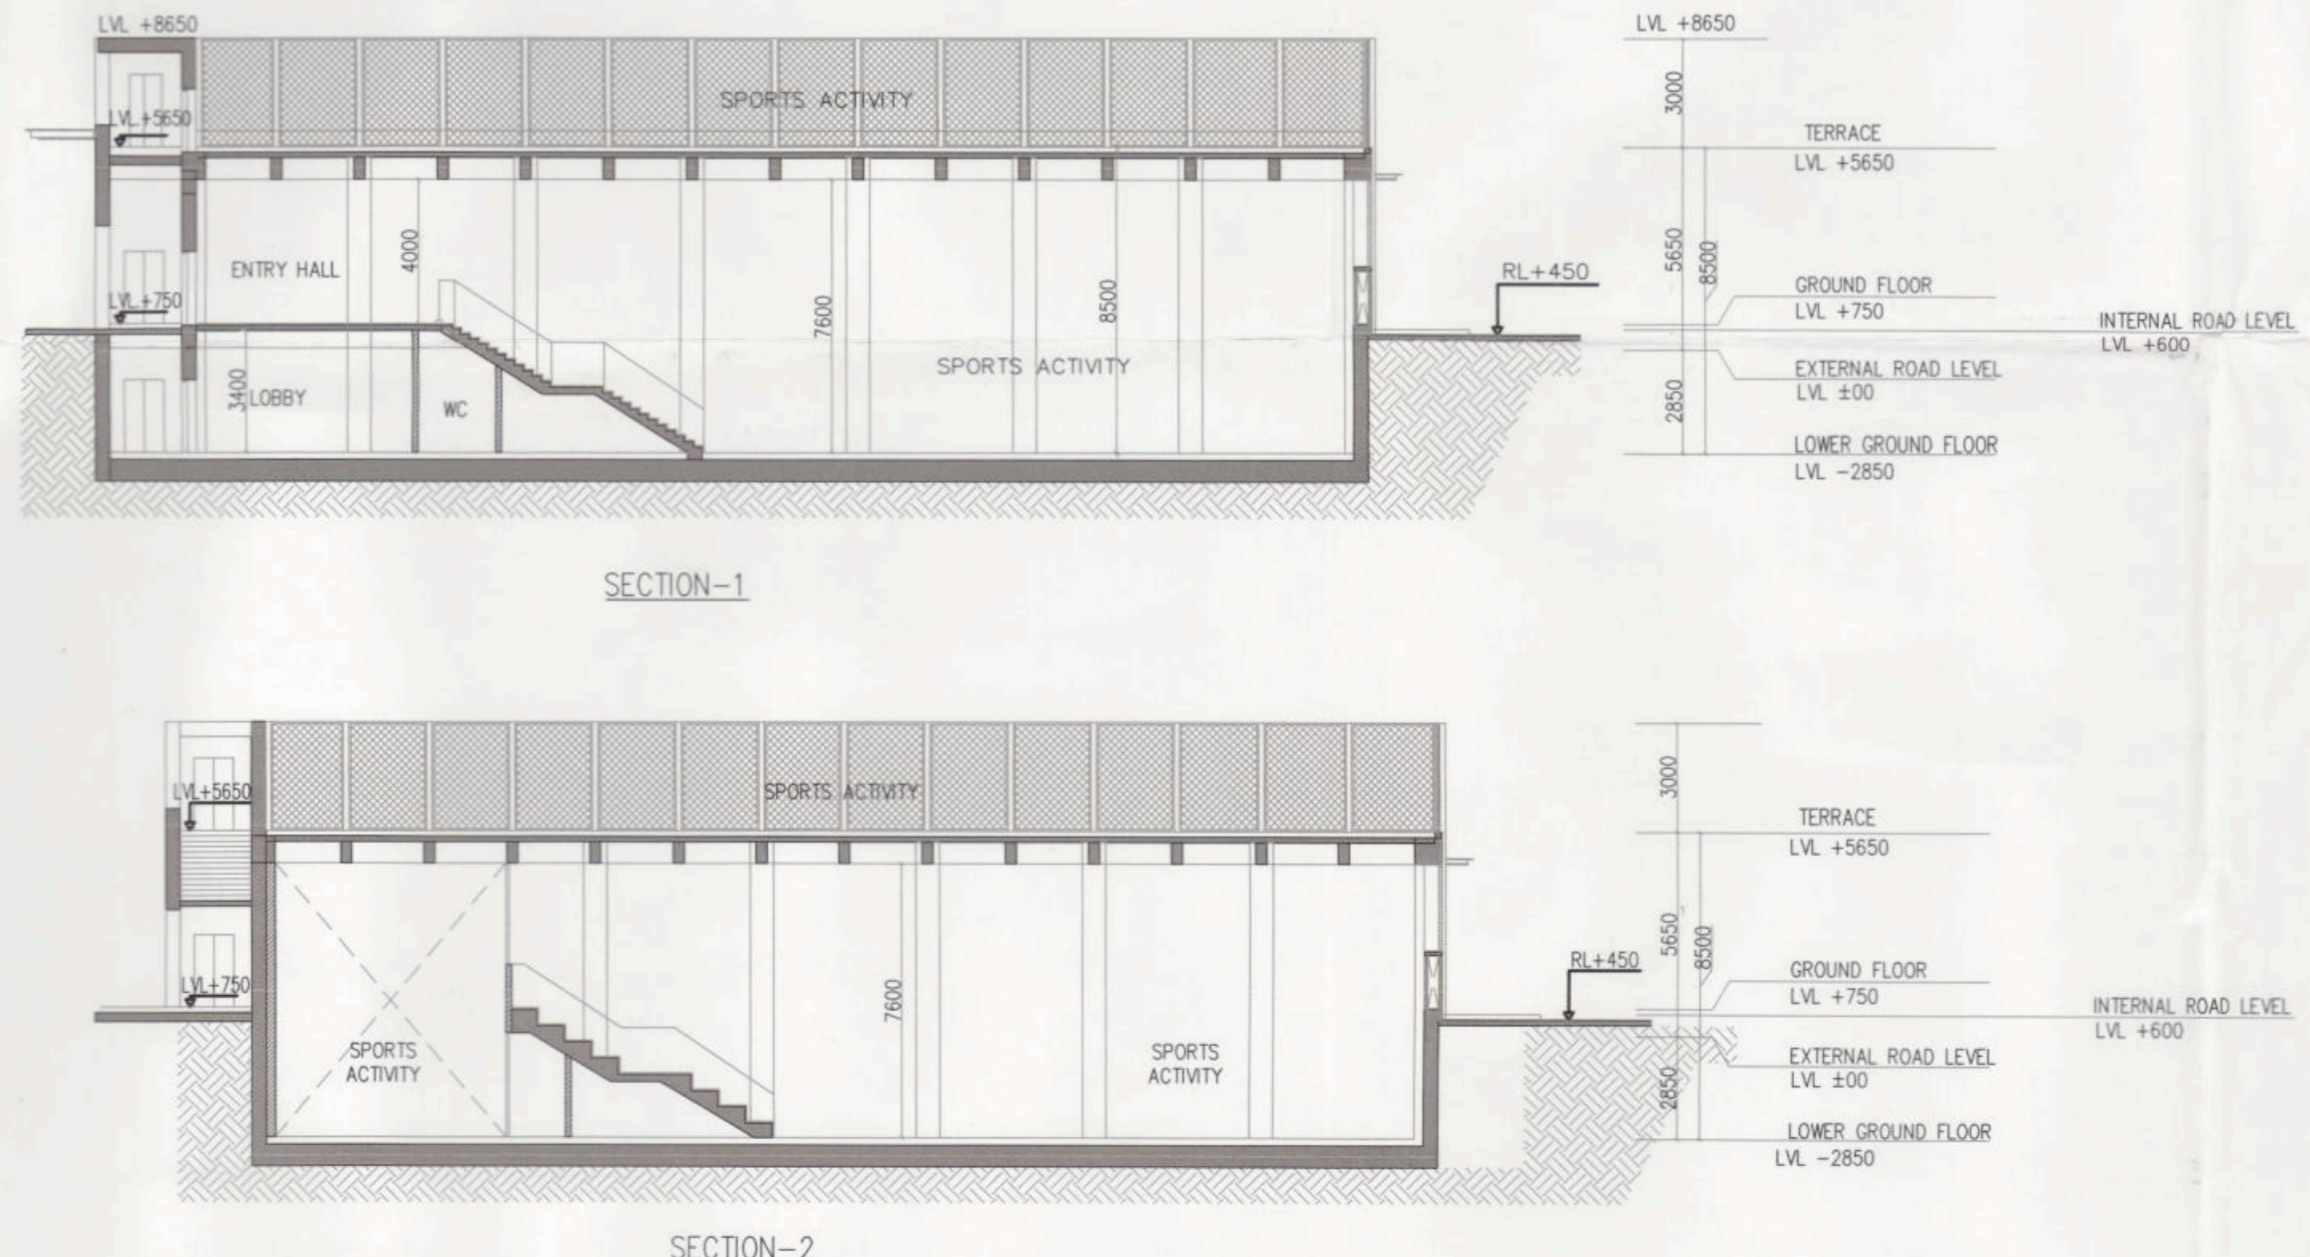 LVL +8650
LVL +8650
3000
SPORTS ACTIVITY
LVL +5650
TERRACE
LVL +5650
5650
8500
4000
ENTRY HALL
RL+450
GROUND FLOOR
LVL +750
LVL +750
7600
8500
INTERNAL ROAD LEVEL
LVL +600
SPORTS ACTIVITY
EXTERNAL ROAD LEVEL
LVL ±00
3400
LOBBY
WC
2850
LOWER GROUND FLOOR
LVL -2850
SECTION-1
3000
LVL+5650
SPORTS ACTIVITY
TERRACE
LVL +5650
5650
8500
RL+450
GROUND FLOOR
LVL +750
LVL+750
7600
INTERNAL ROAD LEVEL
LVL +600
SPORTS
ACTIVITY
SPORTS
ACTIVITY
EXTERNAL ROAD LEVEL
LVL ±00
2850
LOWER GROUND FLOOR
LVL -2850
SECTION-2